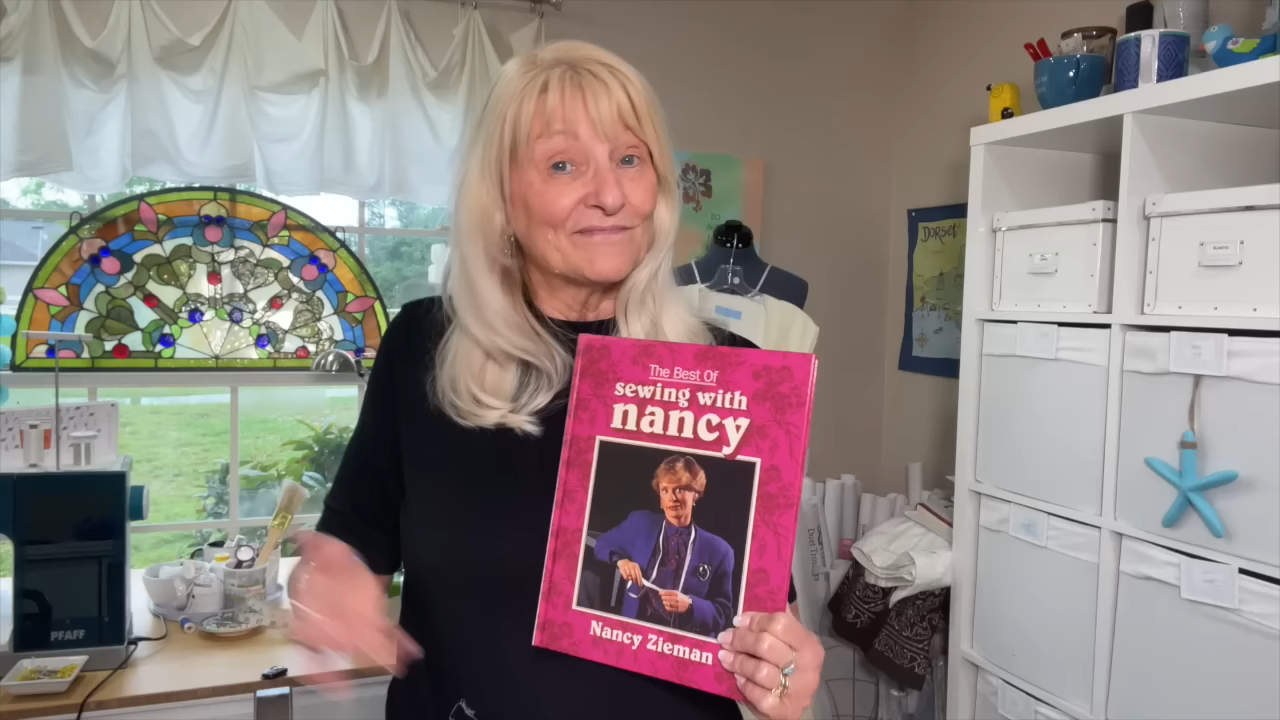 The Best Of
sewing with
nancy
Nancy Zieman
DORSET
PFAFF